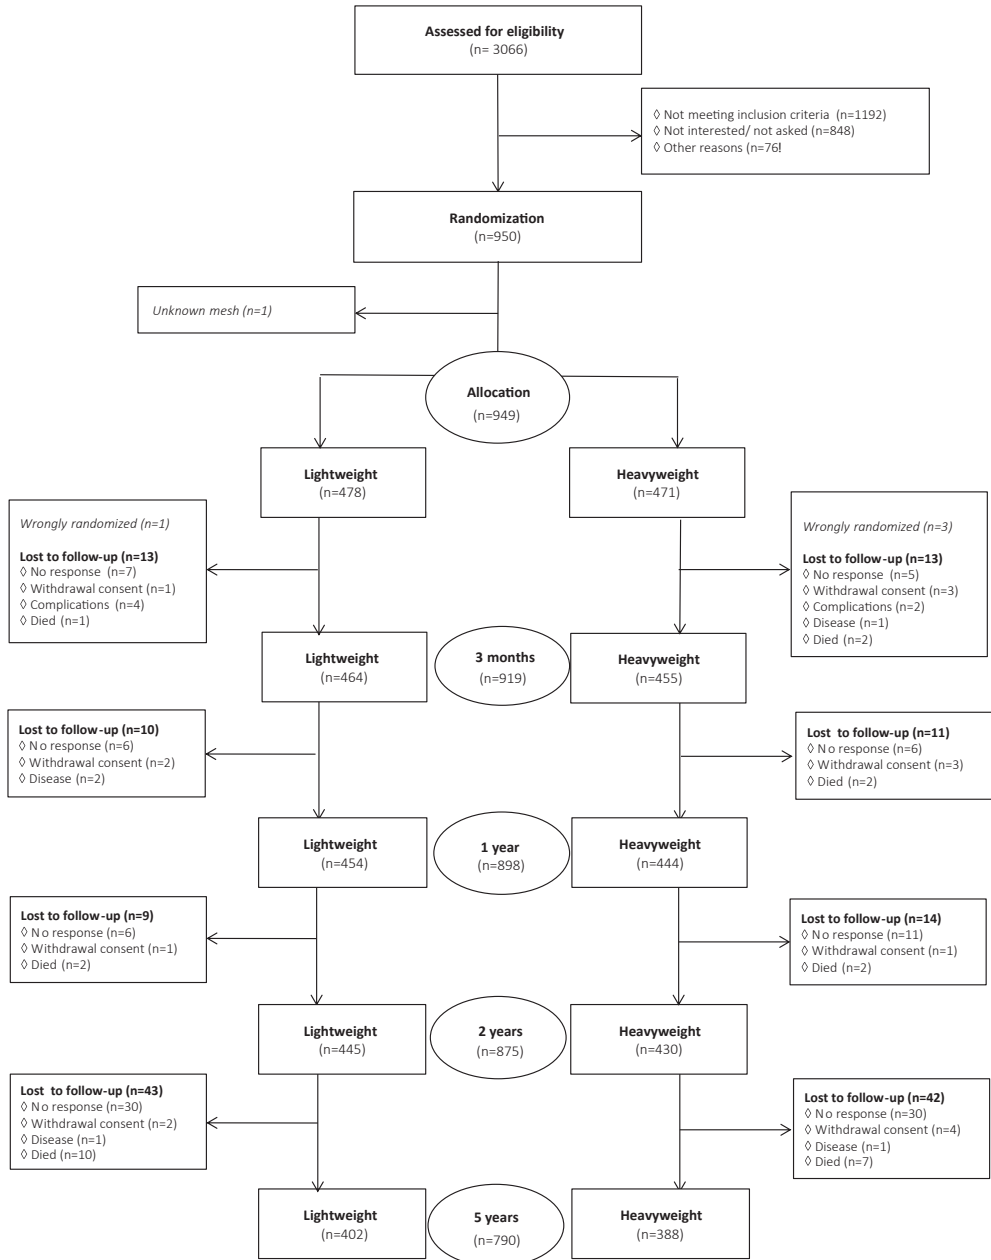 Assessed for eligibility
(n= 3066)
◊ Not meeting inclusion criteria (n=1192)
◊ Not interested/ not asked (n=848)
◊ Other reasons (n=76!
Randomization
(n=950)
Unknown mesh (n=1)
Allocation
(n=949)
Lightweight
(n=478)
Heavyweight
(n=471)
Wrongly randomized (n=1)
Lost to follow-up (n=13)
◊ No response (n=7)
◊ Withdrawal consent (n=1)
◊ Complications (n=4)
◊ Died (n=1)
Wrongly randomized (n=3)
Lost to follow-up (n=13)
◊ No response (n=5)
◊ Withdrawal consent (n=3)
◊ Complications (n=2)
◊ Disease (n=1)
◊ Died (n=2)
Lightweight
(n=464)
3 months
(n=919)
Heavyweight
(n=455)
Lost to follow-up (n=10)
◊ No response (n=6)
◊ Withdrawal consent (n=2)
◊ Disease (n=2)
Lost to follow-up (n=11)
◊ No response (n=6)
◊ Withdrawal consent (n=3)
◊ Died (n=2)
Lightweight
(n=454)
1 year
(n=898)
Heavyweight
(n=444)
Lost to follow-up (n=9)
◊ No response (n=6)
◊ Withdrawal consent (n=1)
◊ Died (n=2)
Lost to follow-up (n=14)
◊ No response (n=11)
◊ Withdrawal consent (n=1)
◊ Died (n=2)
Lightweight
(n=445)
2 years
(n=875)
Heavyweight
(n=430)
Lost to follow-up (n=43)
◊ No response (n=30)
◊ Withdrawal consent (n=2)
◊ Disease (n=1)
◊ Died (n=10)
Lost to follow-up (n=42)
◊ No response (n=30)
◊ Withdrawal consent (n=4)
◊ Disease (n=1)
◊ Died (n=7)
Lightweight
(n=402)
5 years
(n=790)
Heavyweight
(n=388)